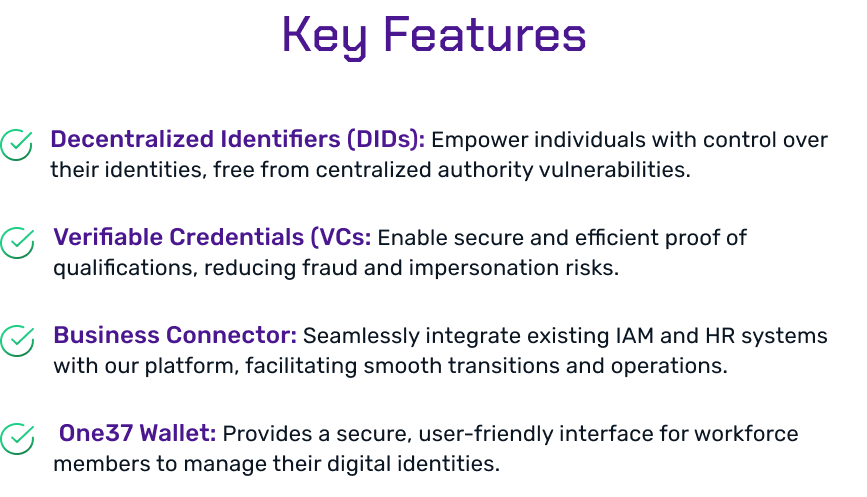 Key Features
Decentralized Identifiers (DIDs): Empower individuals with control over
their identities, free from centralized authority vulnerabilities.
Verifiable Credentials (VCs: Enable secure and efficient proof of
qualifications, reducing fraud and impersonation risks.
Business Connector: Seamlessly integrate existing IAM and HR systems
with our platform, facilitating smooth transitions and operations.
One37 Wallet: Provides a secure, user-friendly interface for workforce
members to manage their digital identities.